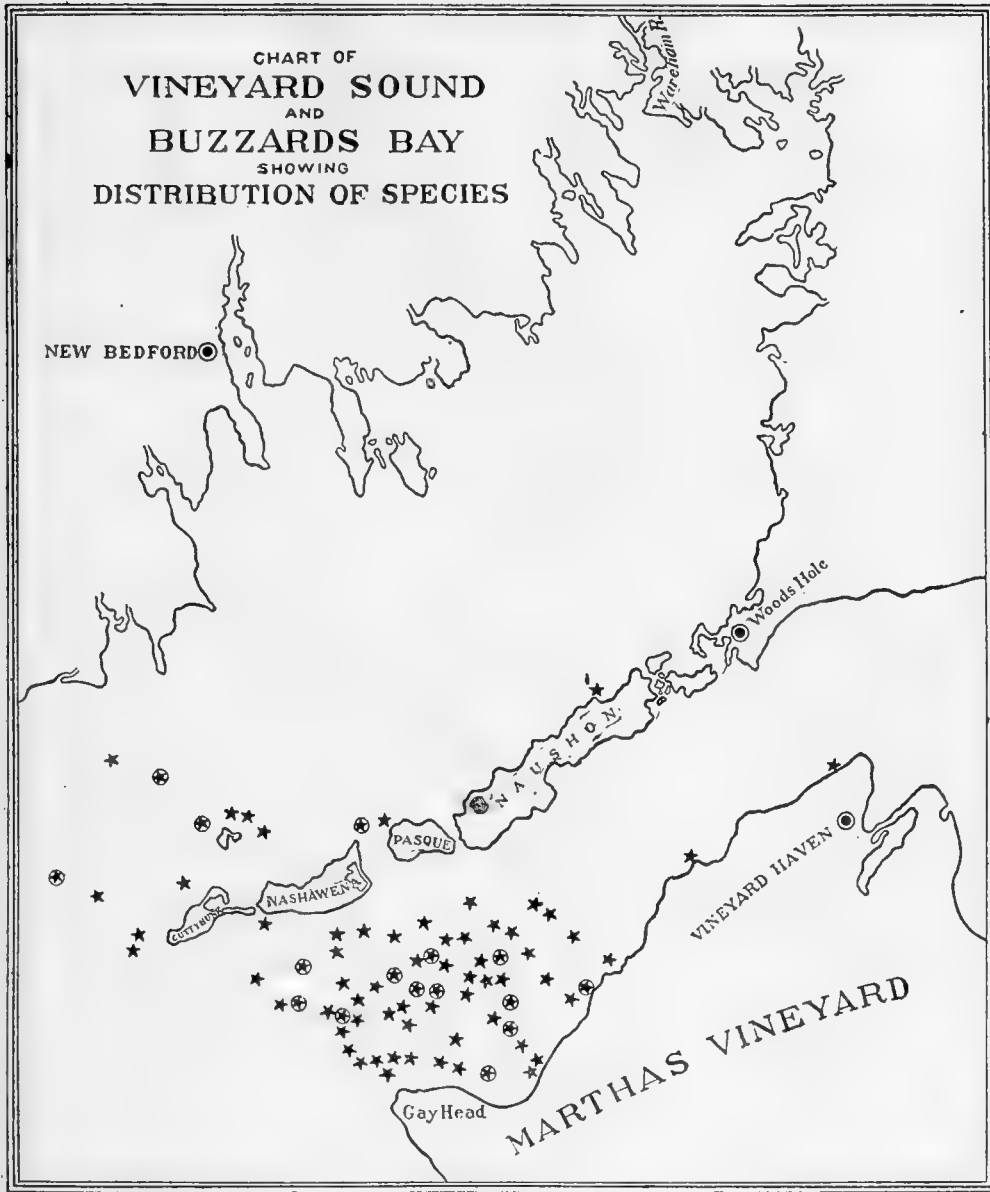 CHART OF
VINEYARD SOUND
AND
BUZZARDS BAY
SHOWING
DISTRIBUTION OF SPECIES
Wareham R.
NEW BEDFORD
Woods Hole
NAUSHON
PASQUE
NASHAWENA
CUTTYHUNK
VINEYARD HAVEN
MARTHAS VINEYARD
Gay Head